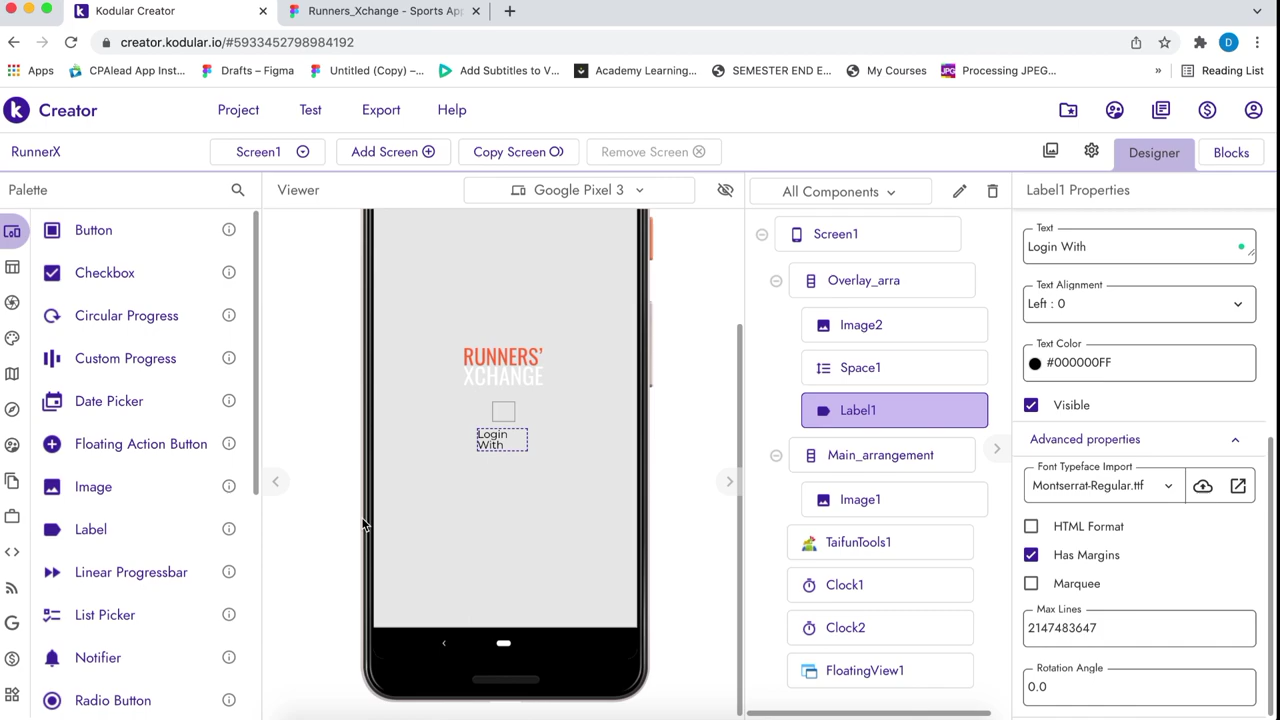 Kodular Creator
Runners_Xchange - Sports App
creator.kodular.io/#5933452798984192
D
Apps
CPAlead App Inst...
Drafts – Figma
Untitled (Copy) –...
Add Subtitles to V...
Academy Learning...
SEMESTER END E...
My Courses
JPG
Processing JPEG...
»
Reading List
k
Creator
Project
Test
Export
Help
RunnerX
Screen1
Add Screen
Copy Screen
Remove Screen
Designer
Blocks
Palette
Viewer
Google Pixel 3
All Components
Label1 Properties
Button
Checkbox
Circular Progress
Custom Progress
Date Picker
Floating Action Button
Image
Label
Linear Progressbar
List Picker
Notifier
Radio Button
RUNNERS’
XCHANGE
Login
With
Screen1
Overlay_arra
Image2
Space1
Label1
Main_arrangement
Image1
TaifunTools1
Clock1
Clock2
FloatingView1
Text
Login With
Text Alignment
Left : 0
Text Color
#000000FF
Visible
Advanced properties
Font Typeface Import
Montserrat-Regular.ttf
HTML Format
Has Margins
Marquee
Max Lines
2147483647
Rotation Angle
0.0